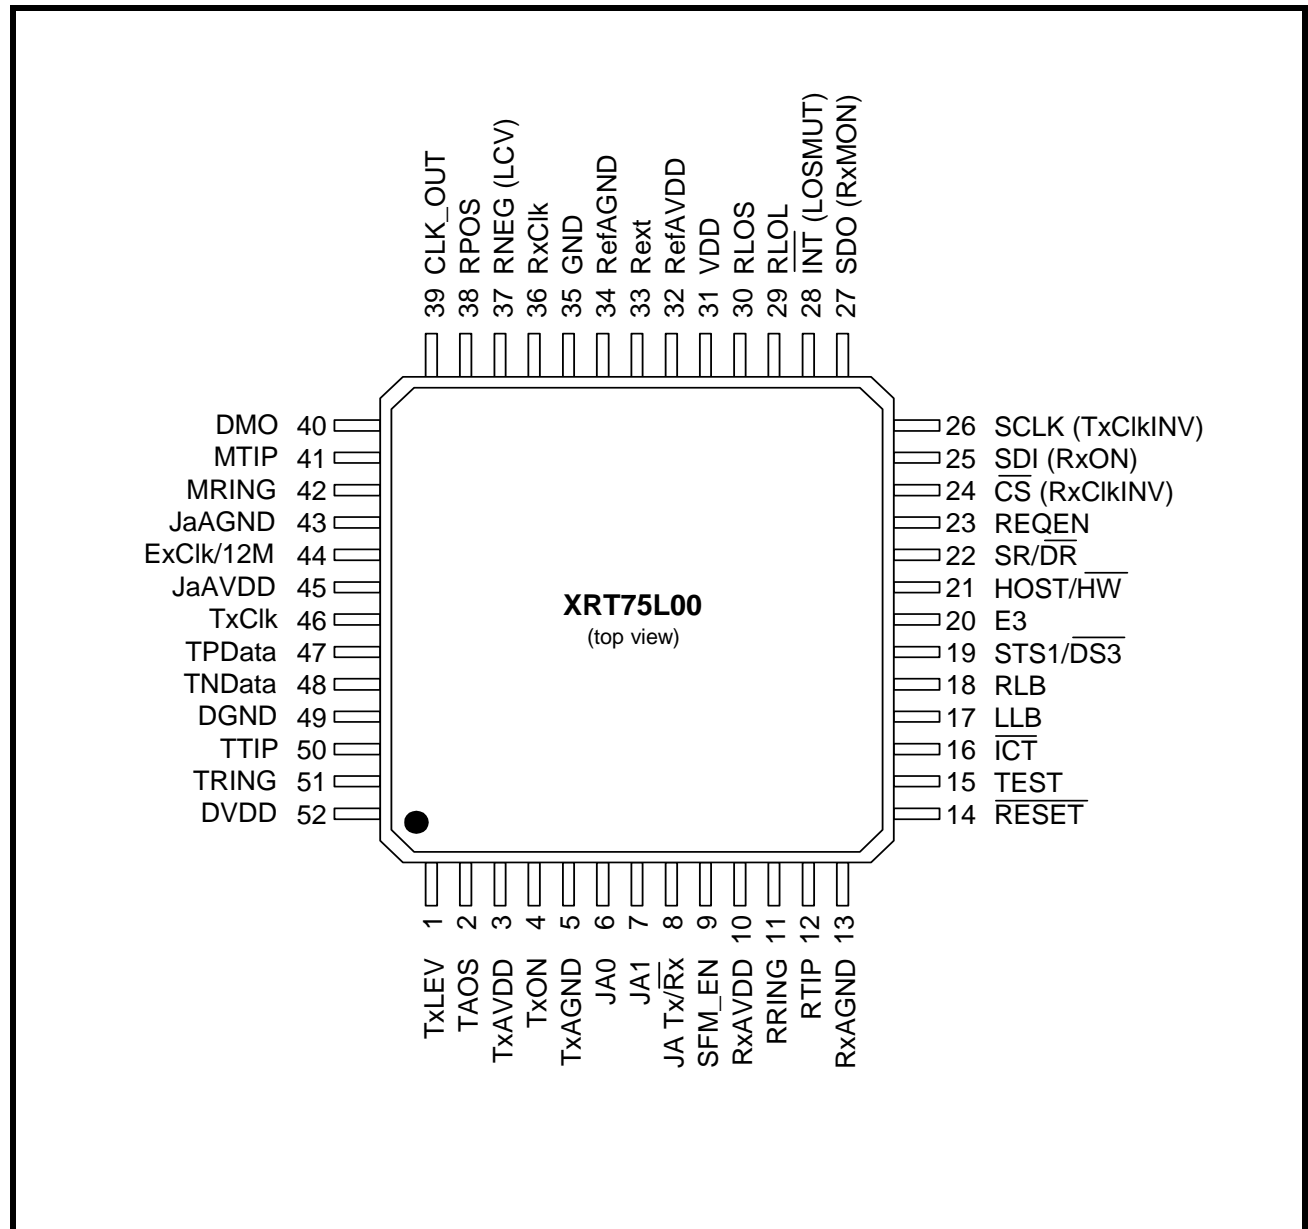 39 CLK_OUT
38 RPOS
37 RNEG (LCV)
36 RxClk
35 GND
34 RefAGND
33 Rext
32 RefAVDD
31 VDD
30 RLOS
29 RLOL
28 INT (LOSMUT)
27 SDO (RxMON)
DMO 40
MTIP 41
MRING 42
JaAGND 43
ExClk/12M 44
JaAVDD 45
TxClk 46
TPData 47
TNData 48
DGND 49
TTIP 50
TRING 51
DVDD 52
XRT75L00
(top view)
26 SCLK (TxClkINV)
25 SDI (RxON)
24 CS (RxClkINV)
23 REQEN
22 SR/DR
21 HOST/HW
20 E3
19 STS1/DS3
18 RLB
17 LLB
16 ICT
15 TEST
14 RESET
TxLEV 1
TAOS 2
TxAVDD 3
TxON 4
TxAGND 5
JA0 6
JA1 7
JA Tx/Rx 8
SFM_EN 9
RxAVDD 10
RRING 11
RTIP 12
RxAGND 13